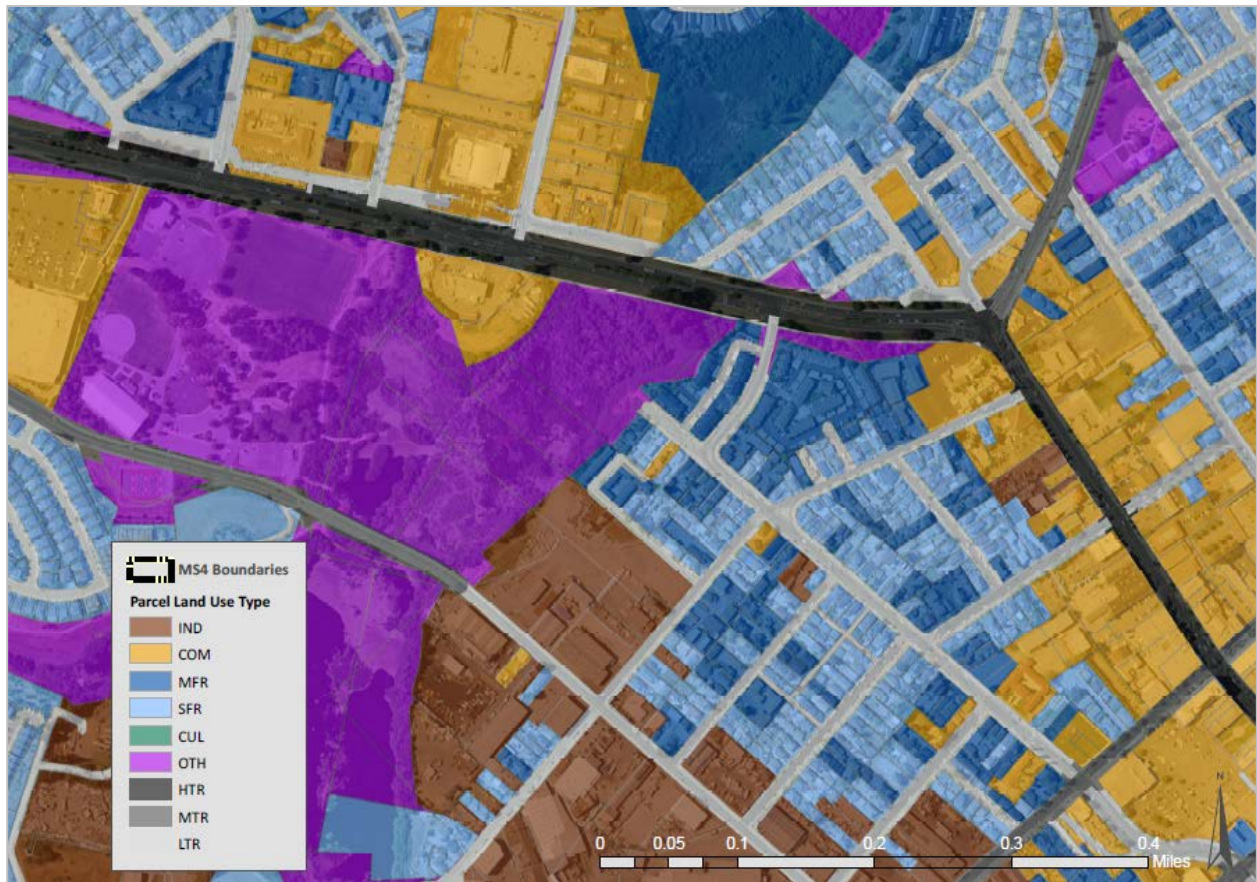 MS4 Boundaries
Parcel Land Use Type
IND
COM
MFR
SFR
CUL
OTH
HTR
MTR
LTR
N
0 0.05 0.1 0.2 0.3 0.4
Miles